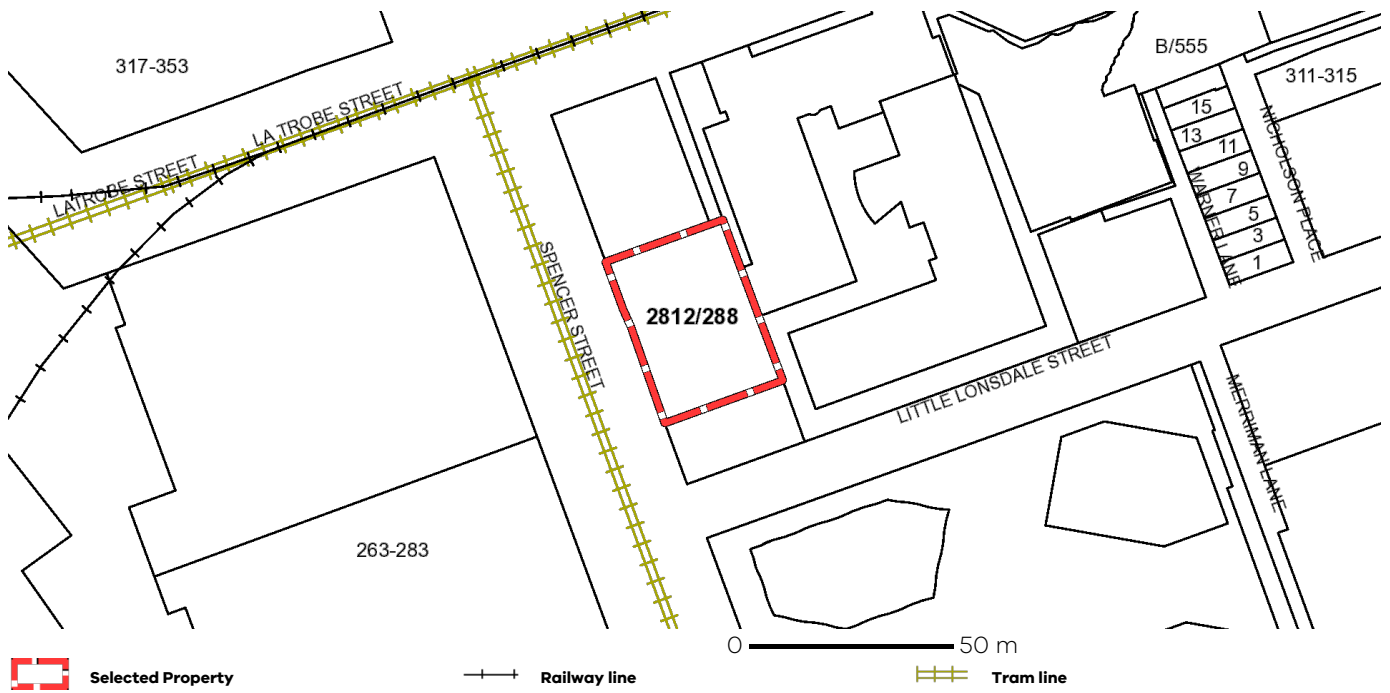 317-353
B/555
311-315
LA TROBE STREET
LATROBE STREET
15
13
11
9
7
5
3
1
NICHOLSON PLACE
WARNER LANE
SPENCER STREET
2812/288
LITTLE LONSDALE STREET
MERRIMAN LANE
263-283
0 50 m
Selected Property Railway line Tram line